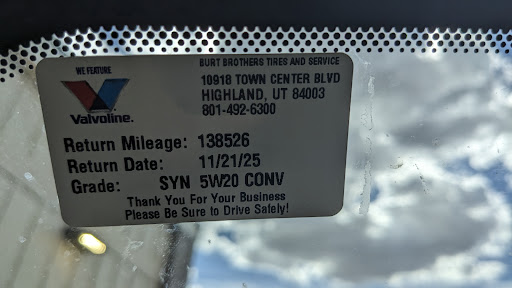 WE FEATURE
Valvoline.
BURT BROTHERS TIRES AND SERVICE
10918 TOWN CENTER BLVD
HIGHLAND, UT 84003
801-492-6300
Return Mileage: 138526
Return Date: 11/21/25
Grade: SYN 5W20 CONV
Thank You For Your Business
Please Be Sure to Drive Safely!